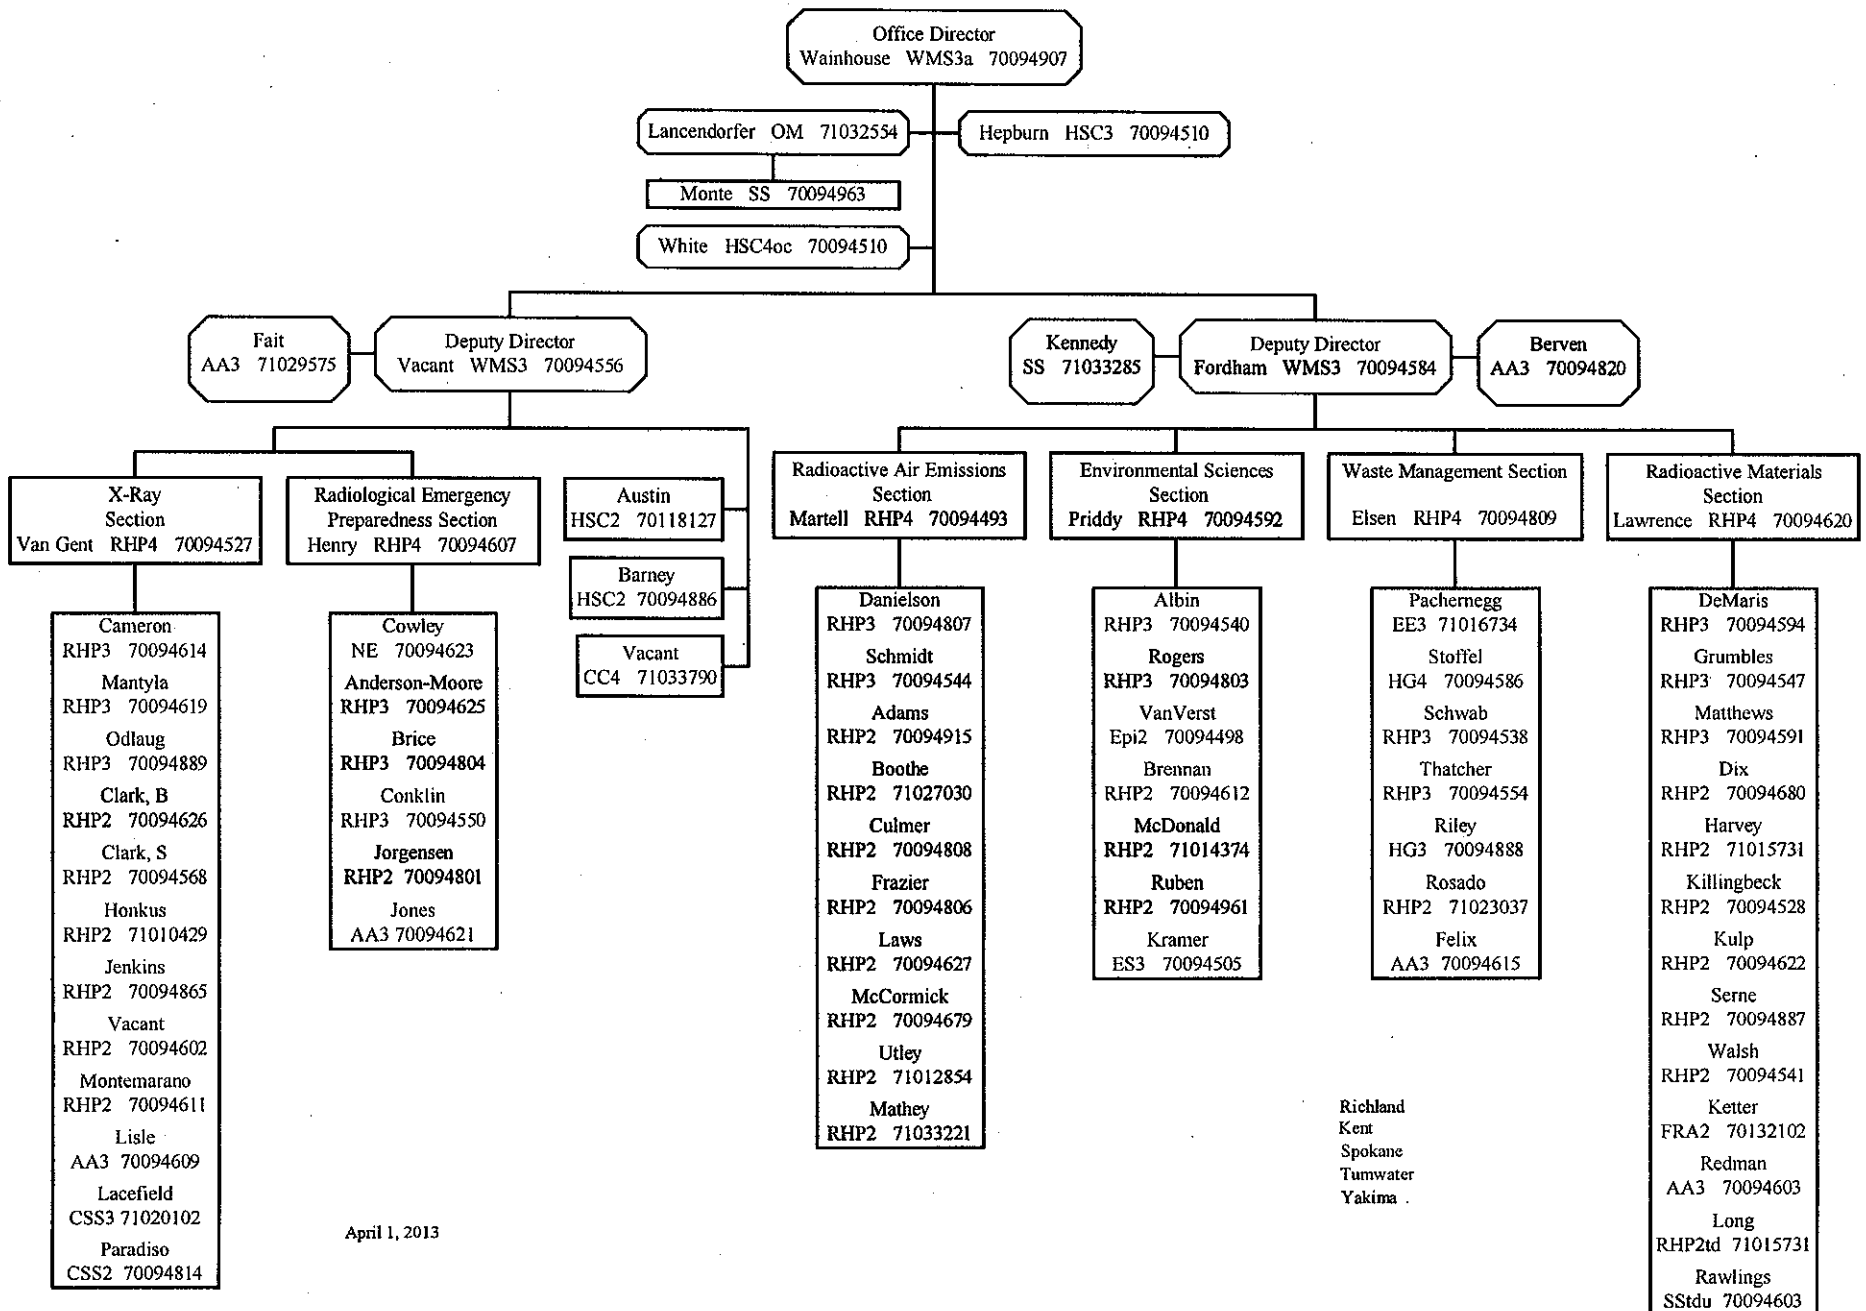 Office Director
Wainhouse WMS3a 70094907
Lancendorfer OM 71032554
Hepburn HSC3 70094510
Monte SS 70094963
White HSC4oc 70094510
Fait
AA3 71029575
Deputy Director
Vacant WMS3 70094556
Kennedy
SS 71033285
Deputy Director
Fordham WMS3 70094584
Berven
AA3 70094820
X-Ray
Section
Van Gent RHP4 70094527
Radiological Emergency
Preparedness Section
Henry RHP4 70094607
Austin
HSC2 70118127
Barney
HSC2 70094886
Vacant
CC4 71033790
Radioactive Air Emissions
Section
Martell RHP4 70094493
Environmental Sciences
Section
Priddy RHP4 70094592
Waste Management Section
Elsen RHP4 70094809
Radioactive Materials
Section
Lawrence RHP4 70094620
Cameron
RHP3 70094614
Mantyla
RHP3 70094619
Odlaug
RHP3 70094889
Clark, B
RHP2 70094626
Clark, S
RHP2 70094568
Honkus
RHP2 71010429
Jenkins
RHP2 70094865
Vacant
RHP2 70094602
Montemarano
RHP2 70094611
Lisle
AA3 70094609
Lacefield
CSS3 71020102
Paradiso
CSS2 70094814
Cowley
NE 70094623
Anderson-Moore
RHP3 70094625
Brice
RHP3 70094804
Conklin
RHP3 70094550
Jorgensen
RHP2 70094801
Jones
AA3 70094621
Danielson
RHP3 70094807
Schmidt
RHP3 70094544
Adams
RHP2 70094915
Boothe
RHP2 71027030
Culmer
RHP2 70094808
Frazier
RHP2 70094806
Laws
RHP2 70094627
McCormick
RHP2 70094679
Utley
RHP2 71012854
Mathey
RHP2 71033221
Albin
RHP3 70094540
Rogers
RHP3 70094803
VanVerst
Epi2 70094498
Brennan
RHP2 70094612
McDonald
RHP2 71014374
Ruben
RHP2 70094961
Kramer
ES3 70094505
Pachernegg
EE3 71016734
Stoffel
HG4 70094586
Schwab
RHP3 70094538
Thatcher
RHP3 70094554
Riley
HG3 70094888
Rosado
RHP2 71023037
Felix
AA3 70094615
DeMaris
RHP3 70094594
Grumbles
RHP3 70094547
Matthews
RHP3 70094591
Dix
RHP2 70094680
Harvey
RHP2 71015731
Killingbeck
RHP2 70094528
Kulp
RHP2 70094622
Serne
RHP2 70094887
Walsh
RHP2 70094541
Ketter
FRA2 70132102
Redman
AA3 70094603
Long
RHP2td 71015731
Rawlings
SStdu 70094603
Richland
Kent
Spokane
Tumwater
Yakima
April 1, 2013